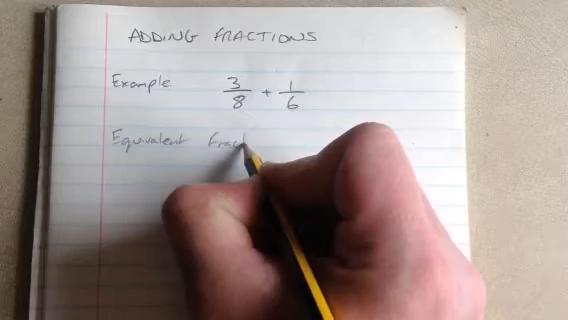 ADDING FRACTIONS
Example 3/8 + 1/6
Equivalent frac